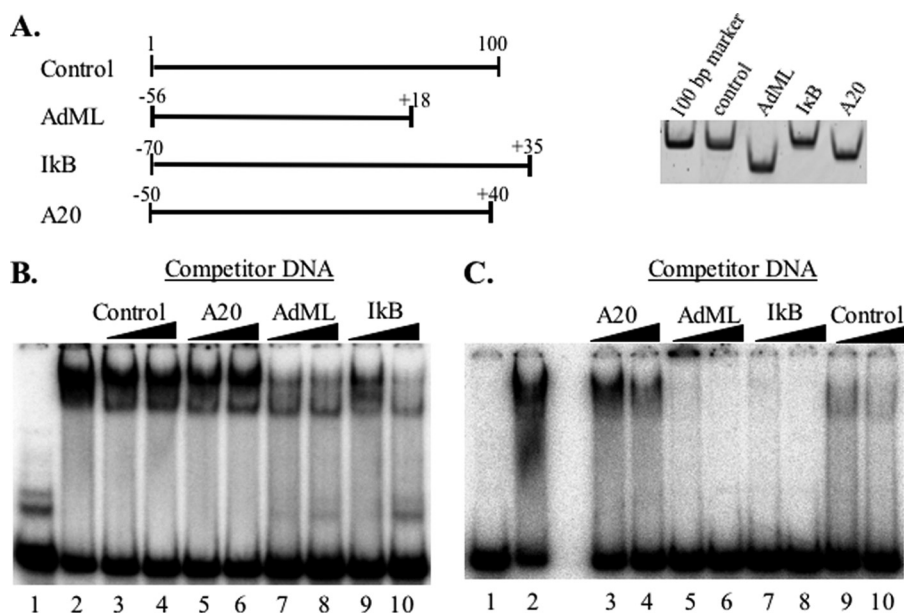 A.
1 100
Control
-56 +18
AdML
-70 +35
IkB
-50 +40
A20
100 bp marker control AdML IκB A20
B. Competitor DNA
Control A20 AdML IkB
1 2 3 4 5 6 7 8 9 10
C. Competitor DNA
A20 AdML IkB Control
1 2 3 4 5 6 7 8 9 10